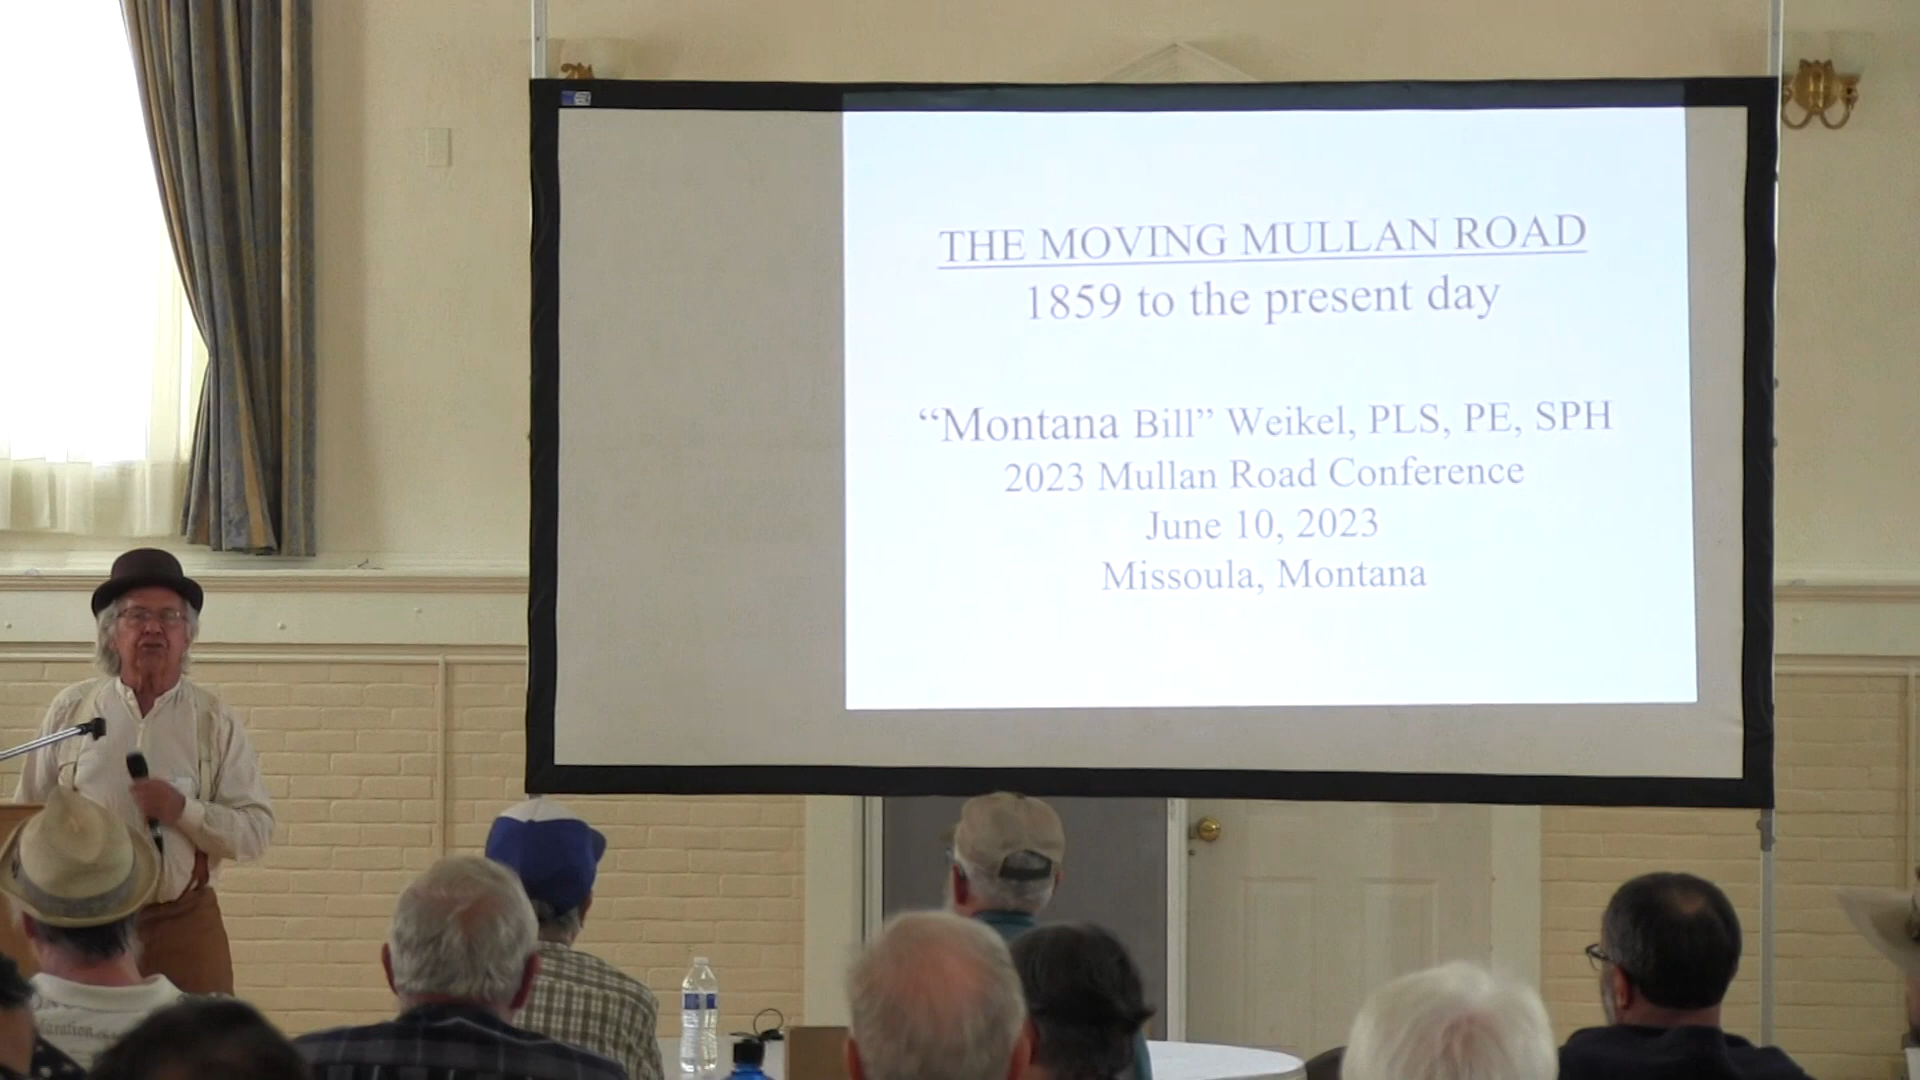 THE MOVING MULLAN ROAD
1859 to the present day
“Montana Bill” Weikel, PLS, PE, SPH
2023 Mullan Road Conference
June 10, 2023
Missoula, Montana